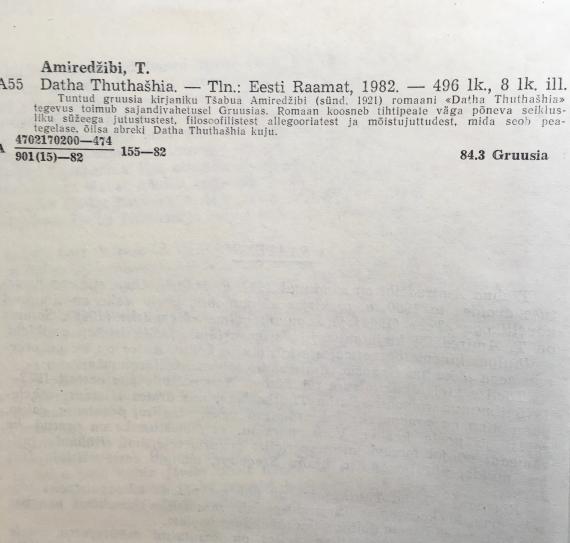 Amiredžibi, T.
A55 Datha Thuthašhia. — Tln.: Eesti Raamat, 1982. — 496 lk., 8 lk. ill.
Tuntud gruusia kirjaniku Tšabua Amiredžibi (sünd. 1921) romaani «Datha Thuthašhia»
tegevus toimub sajandivahetusel Gruusias. Romaan koosneb tihtipeale väga põneva seiklus-
liku süžeega jutustustest, filosoofilistest allegooriatest ja mõistujuttudest, mida seob pea-
tegelase, õilsa abreki Datha Thuthašhia kuju.
A 4702170200—474
901(15)—82 155—82 84.3 Gruusia